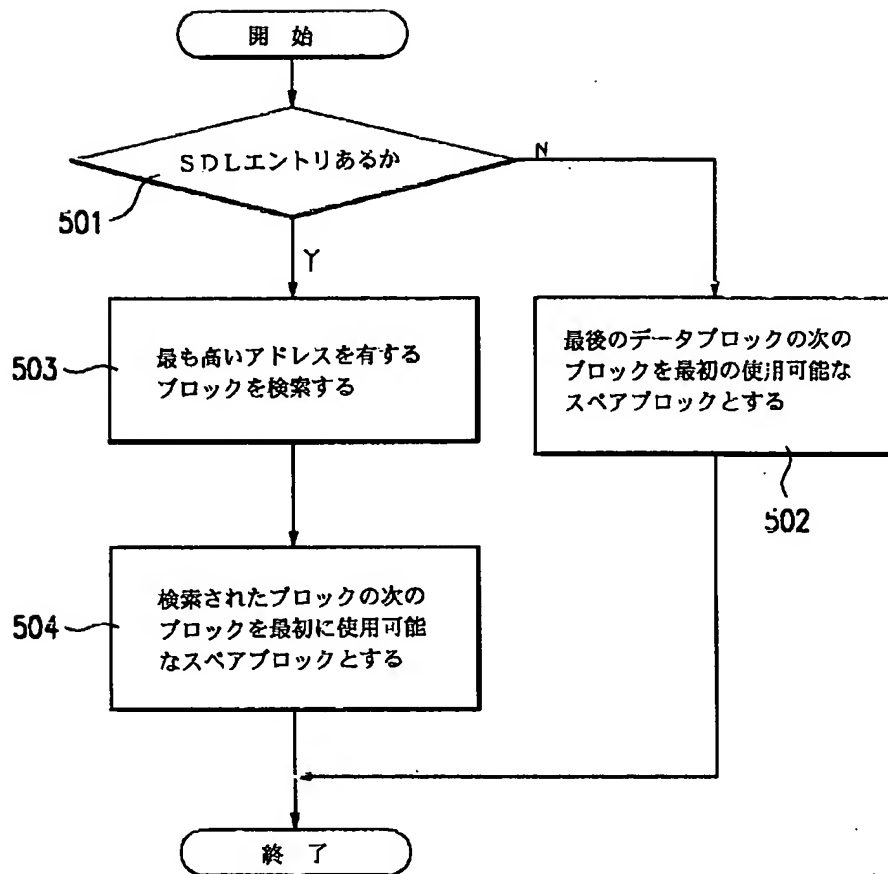 開 始
SDLエントリあるか
N
501
Y
503
最も高いアドレスを有する
ブロックを検索する
最後のデータブロックの次の
ブロックを最初の使用可能な
スペアブロックとする
502
504
検索されたブロックの次の
ブロックを最初に使用可能
なスペアブロックとする
終 了